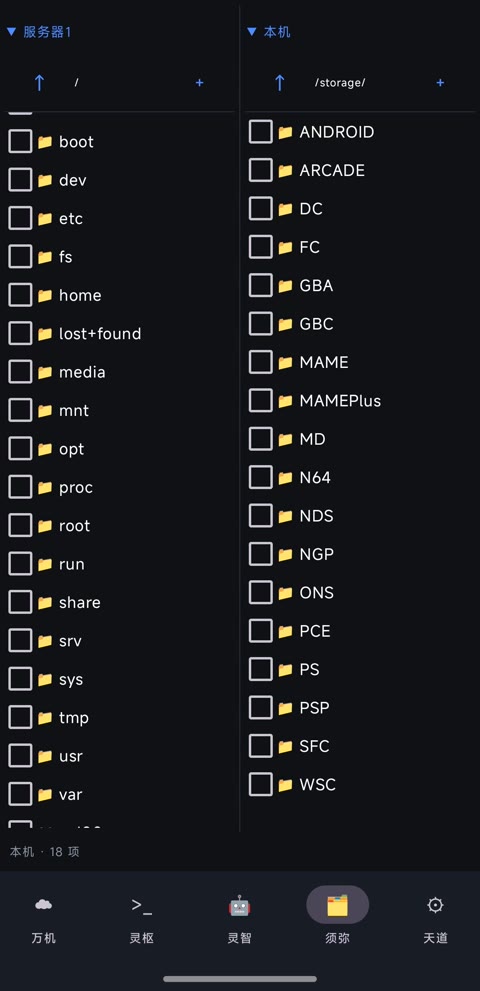 ▼ 服务器1
↑ / +
boot
dev
etc
fs
home
lost+found
media
mnt
opt
proc
root
run
share
srv
sys
tmp
usr
var
▼ 本机
↑ /storage/ +
ANDROID
ARCADE
DC
FC
GBA
GBC
MAME
MAMEPlus
MD
N64
NDS
NGP
ONS
PCE
PS
PSP
SFC
WSC
本机 · 18 项
>_
万机
灵枢
灵智
须弥
天道